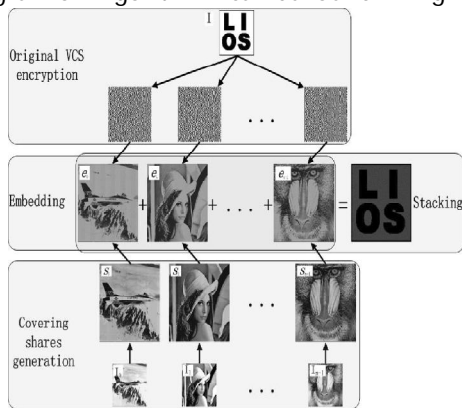 I
LI
OS
Original VCS
encryption
. . .
e e e
Embedding + + + . . . + =
LI
OS
Stacking
S S S
. . .
Covering
shares
generation
I I I
. . .